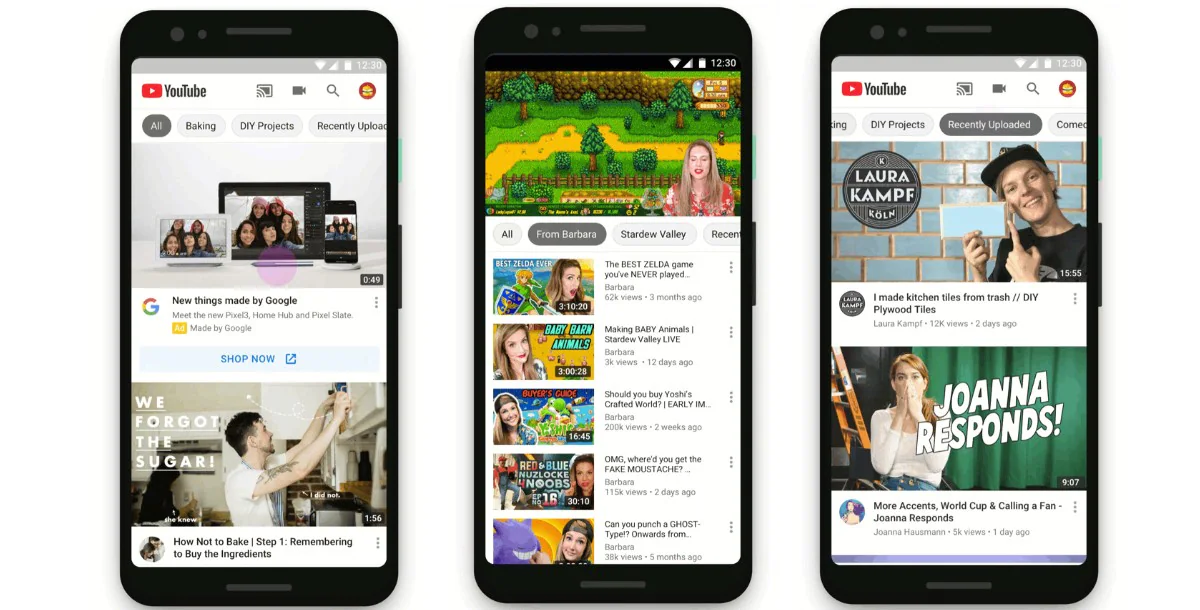 12:30
YouTube
All
Baking
DIY Projects
Recently Uploa
0:49
G
New things made by Google
Meet the new Pixel3, Home Hub and Pixel Slate.
Ad Made by Google
SHOP NOW
WE
FORGOT
THE
SUGAR!
I did not.
she knew
1:56
How Not to Bake | Step 1: Remembering
to Buy the Ingredients
12:30
All
From Barbara
Stardew Valley
Recent
BEST ZELDA EVER
3:10:20
The BEST ZELDA game
you've NEVER played...
Barbara
62k views • 3 months ago
BABY BARN
ANIMALS
3:00:28
Making BABY Animals |
Stardew Valley LIVE
Barbara
3k views • 12 days ago
BUYER'S GUIDE
16:45
Should you buy Yoshi's
Crafted World? | EARLY IM...
Barbara
200k views • 2 weeks ago
RED & BLUE
NUZLOCKE
4 NOOBS
EP
NO 16
30:10
OMG, where'd you get the
FAKE MOUSTACHE? ...
Barbara
115k views • 2 days ago
Can you punch a GHOST-
Type!? Onwards from...
Barbara
38k views • 5 months ago
12:30
YouTube
king
DIY Projects
Recently Uploaded
Comed
K
LAURA
KAMPF
KÖLN
15:55
LAURA
KAMPF
I made kitchen tiles from trash // DIY
Plywood Tiles
Laura Kampf • 12K views • 2 days ago
JOANNA
RESPONDS!
9:07
More Accents, World Cup & Calling a Fan -
Joanna Responds
Joanna Hausmann • 5k views • 1 day ago